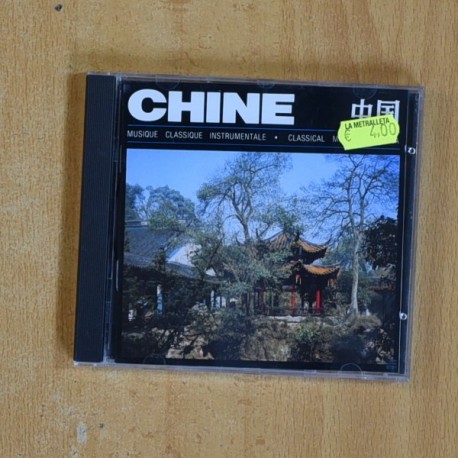 CHINE 中国
LA METRALLETA
€ 4,00
MUSIQUE CLASSIQUE INSTRUMENTALE • CLASSICAL